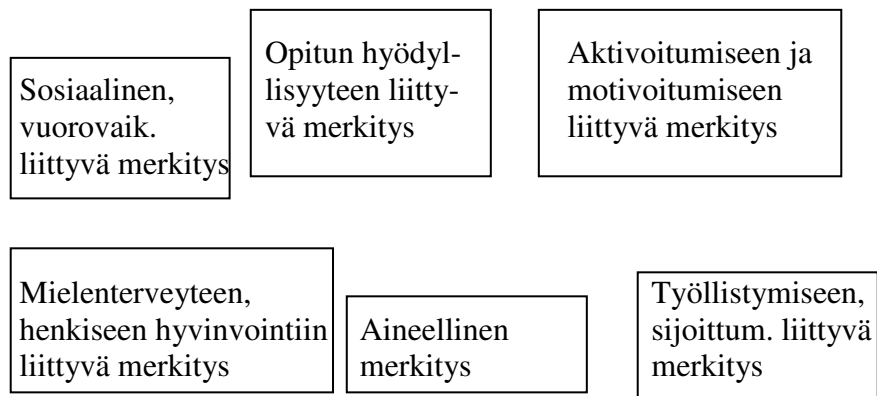 Sosiaalinen,
vuorovaik.
liittyvä merkitys
Opitun hyödyl-
lisyyteen liitty-
vä merkitys
Aktivoitumiseen ja
motivoitumiseen
liittyvä merkitys
Mielenterveyteen,
henkiseen hyvinvointiin
liittyvä merkitys
Aineellinen
merkitys
Työllistymiseen,
sijoittum. liittyvä
merkitys